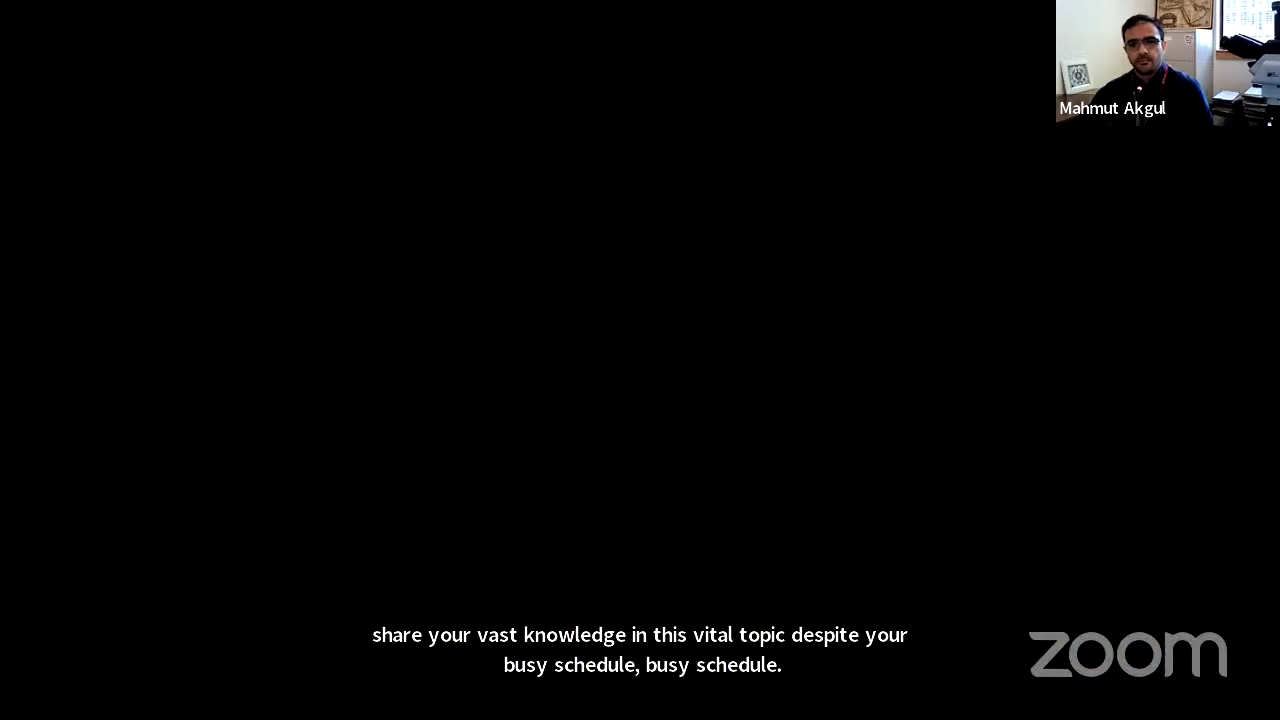 Mahmut Akgul
share your vast knowledge in this vital topic despite your
busy schedule, busy schedule.
zoom